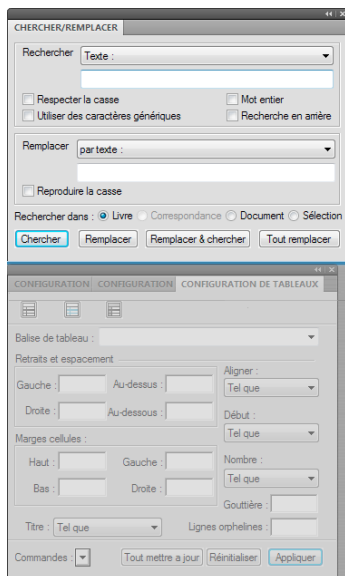 CHERCHER/REMPLACER
Rechercher Texte :
Respecter la casse Mot entier
Utiliser des caractères génériques Recherche en arrière
Remplacer par texte :
Reproduire la casse
Rechercher dans : Livre Correspondance Document Sélection
Chercher Remplacer Remplacer & chercher Tout remplacer
CONFIGURATION CONFIGURATION CONFIGURATION DE TABLEAUX
Balise de tableau :
Retraits et espacement
Aligner :
Gauche : Au-dessus : Tel que
Droite : Au-dessous :
Début :
Tel que
Marges cellules :
Nombre :
Haut : Gauche :
Tel que
Bas : Droite :
Gouttière :
Titre : Tel que Lignes orphelines :
Commandes : Tout mettre a jour Réinitialiser Appliquer